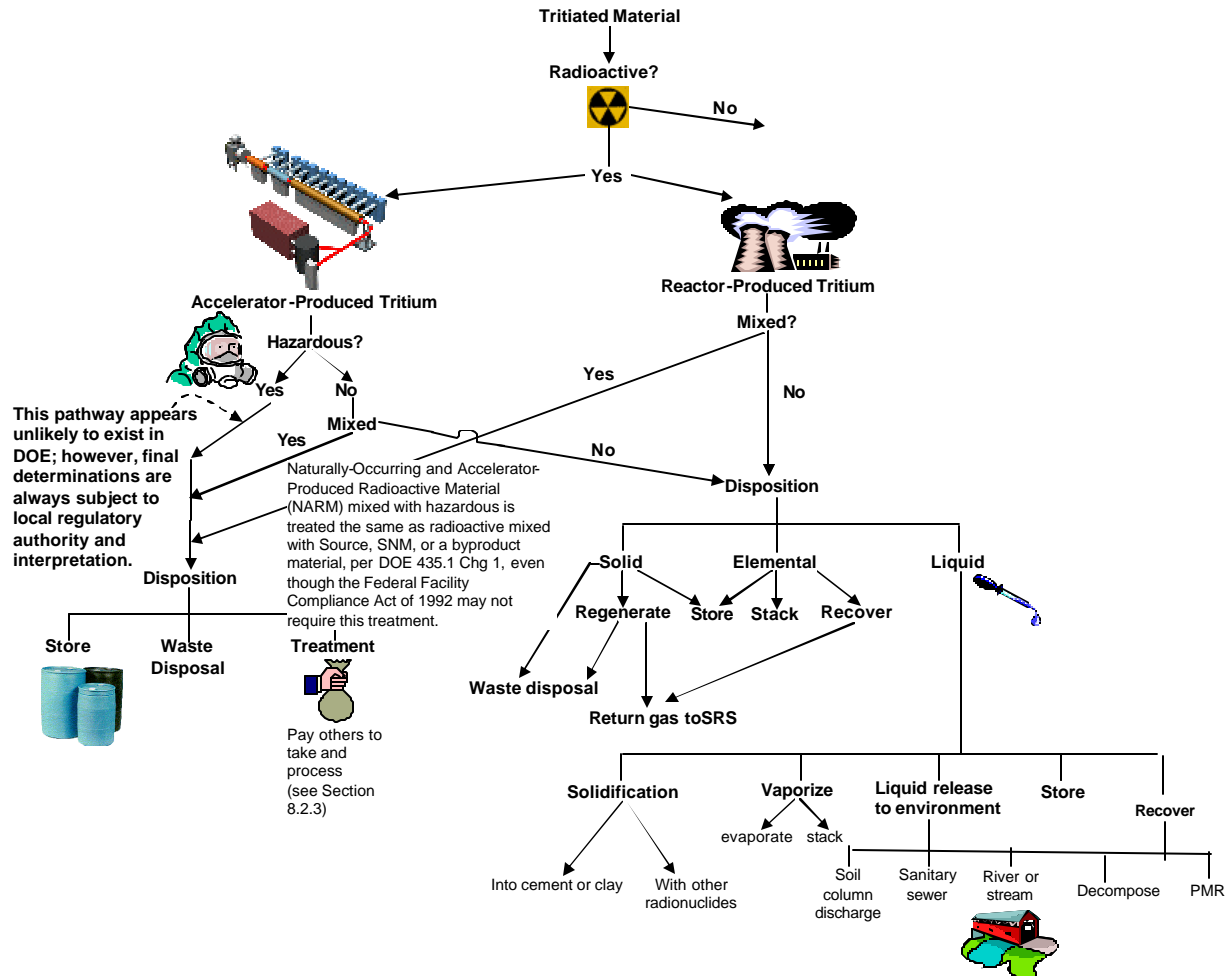 Tritiated Material
Radioactive?
No
Yes
Accelerator-Produced Tritium
Reactor-Produced Tritium
Hazardous?
Mixed?
Yes
No
Yes
No
This pathway appears
unlikely to exist in
DOE; however, final
determinations are
always subject to
local regulatory
authority and
interpretation.
Mixed
Yes
No
Naturally-Occurring and Accelerator-
Produced Radioactive Material
(NARM) mixed with hazardous is
treated the same as radioactive mixed
with Source, SNM, or a byproduct
material, per DOE 435.1 Chg 1, even
though the Federal Facility
Compliance Act of 1992 may not
require this treatment.
Disposition
Disposition
Store
Waste
Disposal
Treatment
Pay others to
take and
process
(see Section
8.2.3)
Solid
Elemental
Liquid
Regenerate
Store
Stack
Recover
Waste disposal
Return gas toSRS
Solidification
Vaporize
Liquid release
to environment
Store
Recover
evaporate
stack
Into cement or clay
With other
radionuclides
Soil
column
discharge
Sanitary
sewer
River or
stream
Decompose
PMR